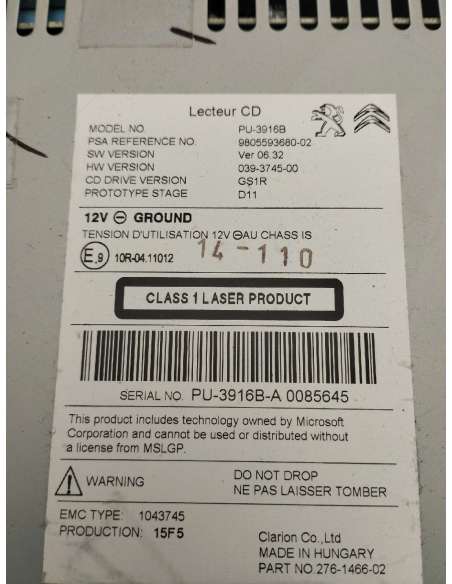 Lecteur CD
MODEL NO. PU-3916B
PSA REFERENCE NO. 9805593680-02
SW VERSION Ver 06.32
HW VERSION 039-3745-00
CD DRIVE VERSION GS1R
PROTOTYPE STAGE D11
12V ⊖ GROUND
TENSION D'UTILISATION 12V ⊖AU CHASS IS
E 9 10R-04.11012
14-110
CLASS 1 LASER PRODUCT
SERIAL NO. PU-3916B-A 0085645
This product includes technology owned by Microsoft
Corporation and cannot be used or distributed without
a license from MSLGP.
WARNING DO NOT DROP
NE PAS LAISSER TOMBER
EMC TYPE: 1043745
PRODUCTION: 15F5 Clarion Co.,Ltd
MADE IN HUNGARY
PART NO.276-1466-02